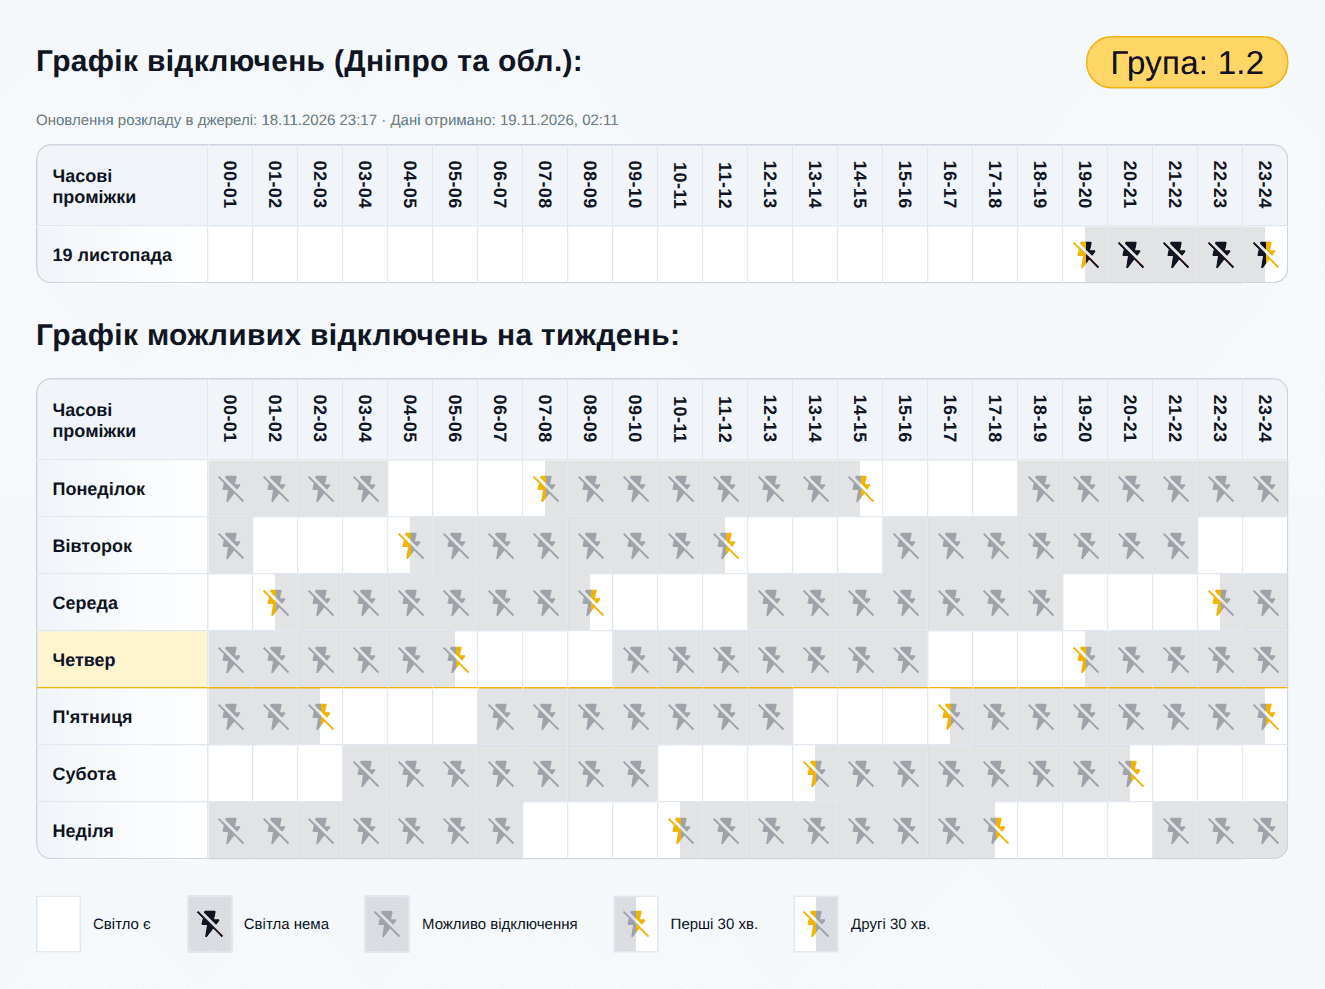 Графік відключень (Дніпро та обл.):
Група: 1.2
Оновлення розкладу в джерелі: 18.11.2026 23:17 · Дані отримано: 19.11.2026, 02:11
Часові
проміжки
00-01 01-02 02-03 03-04 04-05 05-06 06-07 07-08 08-09 09-10 10-11 11-12 12-13 13-14 14-15 15-16 16-17 17-18 18-19 19-20 20-21 21-22 22-23 23-24
19 листопада
Графік можливих відключень на тиждень:
Часові
проміжки
00-01 01-02 02-03 03-04 04-05 05-06 06-07 07-08 08-09 09-10 10-11 11-12 12-13 13-14 14-15 15-16 16-17 17-18 18-19 19-20 20-21 21-22 22-23 23-24
Понеділок
Вівторок
Середа
Четвер
П'ятниця
Субота
Неділя
Світло є
Світла нема
Можливо відключення
Перші 30 хв.
Другі 30 хв.